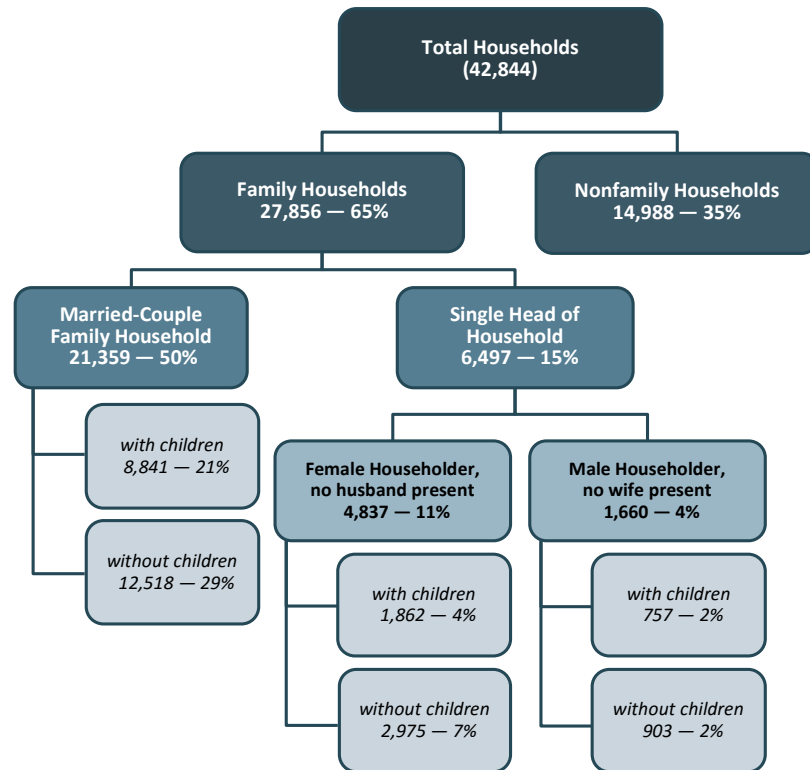 Total Households
(42,844)
Family Households
27,856 — 65%
Nonfamily Households
14,988 — 35%
Married-Couple
Family Household
21,359 — 50%
Single Head of
Household
6,497 — 15%
with children
8,841 — 21%
without children
12,518 — 29%
Female Householder,
no husband present
4,837 — 11%
with children
1,862 — 4%
without children
2,975 — 7%
Male Householder,
no wife present
1,660 — 4%
with children
757 — 2%
without children
903 — 2%